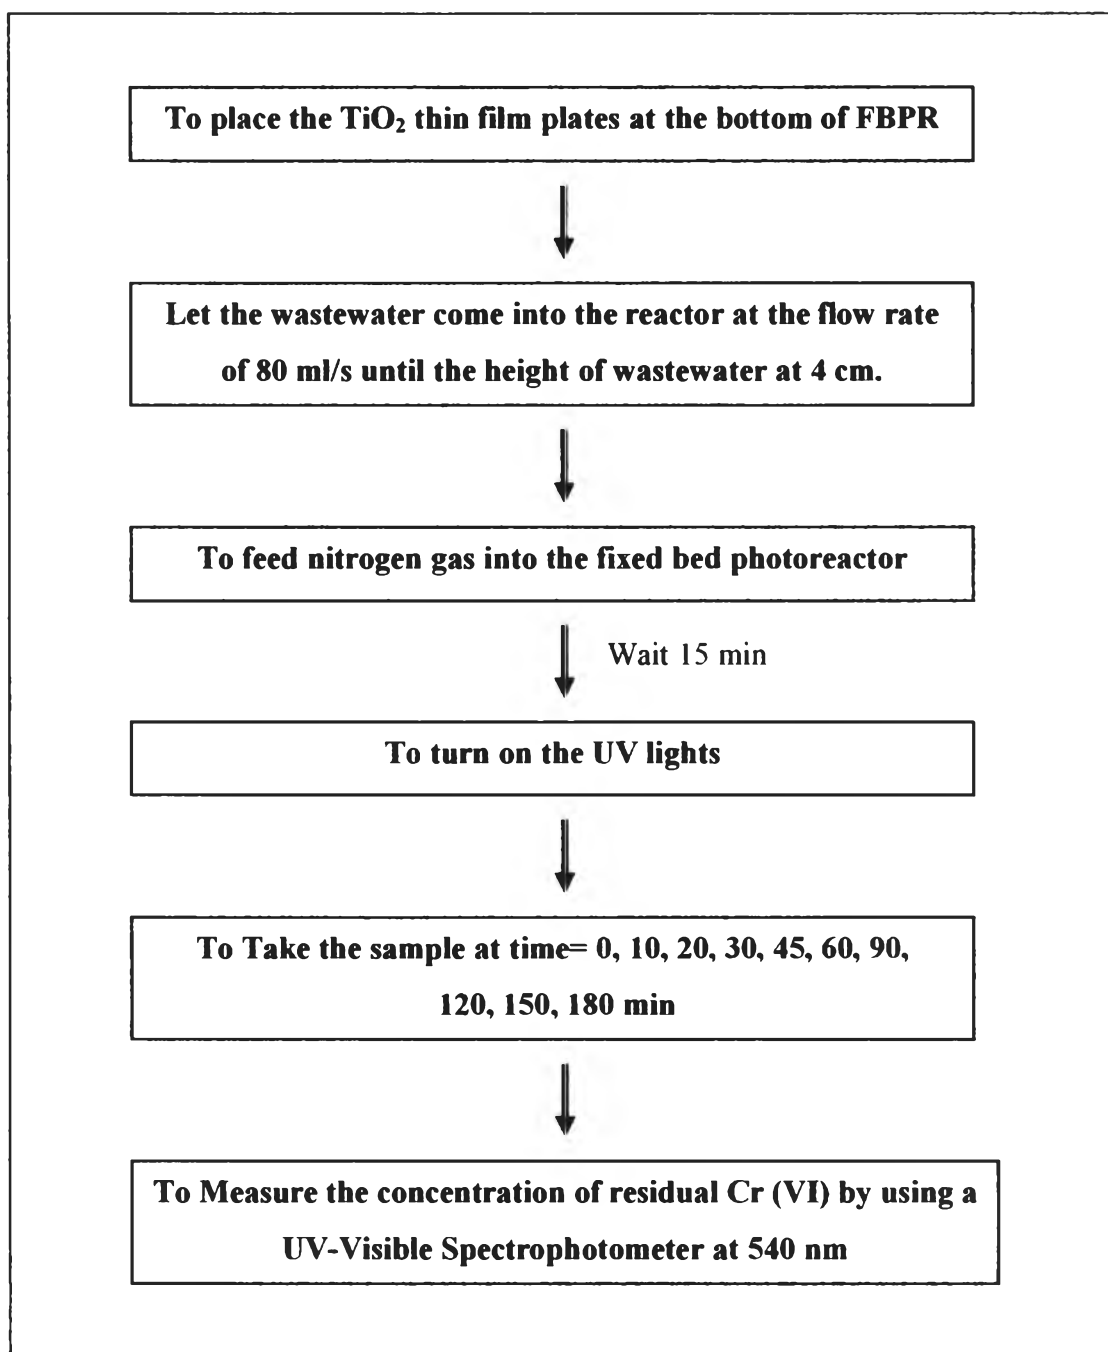 To place the TiO₂ thin film plates at the bottom of FBPR
Let the wastewater come into the reactor at the flow rate
of 80 ml/s until the height of wastewater at 4 cm.
To feed nitrogen gas into the fixed bed photoreactor
Wait 15 min
To turn on the UV lights
To Take the sample at time= 0, 10, 20, 30, 45, 60, 90,
120, 150, 180 min
To Measure the concentration of residual Cr (VI) by using a
UV-Visible Spectrophotometer at 540 nm